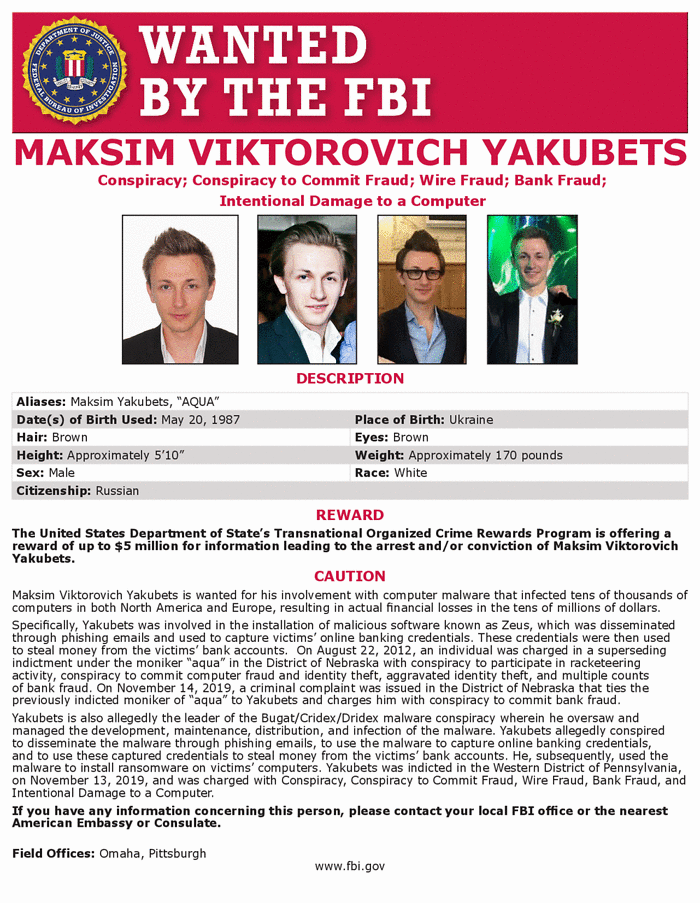 DEPARTMENT OF JUSTICE
FEDERAL BUREAU OF INVESTIGATION
WANTED
BY THE FBI
MAKSIM VIKTOROVICH YAKUBETS
Conspiracy; Conspiracy to Commit Fraud; Wire Fraud; Bank Fraud;
Intentional Damage to a Computer
DESCRIPTION
Aliases: Maksim Yakubets, “AQUA”
Date(s) of Birth Used: May 20, 1987 Place of Birth: Ukraine
Hair: Brown Eyes: Brown
Height: Approximately 5’10” Weight: Approximately 170 pounds
Sex: Male Race: White
Citizenship: Russian
REWARD
The United States Department of State’s Transnational Organized Crime Rewards Program is offering a
reward of up to $5 million for information leading to the arrest and/or conviction of Maksim Viktorovich
Yakubets.
CAUTION
Maksim Viktorovich Yakubets is wanted for his involvement with computer malware that infected tens of thousands of
computers in both North America and Europe, resulting in actual financial losses in the tens of millions of dollars.
Specifically, Yakubets was involved in the installation of malicious software known as Zeus, which was disseminated
through phishing emails and used to capture victims’ online banking credentials. These credentials were then used
to steal money from the victims’ bank accounts. On August 22, 2012, an individual was charged in a superseding
indictment under the moniker “aqua” in the District of Nebraska with conspiracy to participate in racketeering
activity, conspiracy to commit computer fraud and identity theft, aggravated identity theft, and multiple counts
of bank fraud. On November 14, 2019, a criminal complaint was issued in the District of Nebraska that ties the
previously indicted moniker of “aqua” to Yakubets and charges him with conspiracy to commit bank fraud.
Yakubets is also allegedly the leader of the Bugat/Cridex/Dridex malware conspiracy wherein he oversaw and
managed the development, maintenance, distribution, and infection of the malware. Yakubets allegedly conspired
to disseminate the malware through phishing emails, to use the malware to capture online banking credentials,
and to use these captured credentials to steal money from the victims’ bank accounts. He, subsequently, used the
malware to install ransomware on victims’ computers. Yakubets was indicted in the Western District of Pennsylvania,
on November 13, 2019, and was charged with Conspiracy, Conspiracy to Commit Fraud, Wire Fraud, Bank Fraud, and
Intentional Damage to a Computer.
If you have any information concerning this person, please contact your local FBI office or the nearest
American Embassy or Consulate.
Field Offices: Omaha, Pittsburgh
www.fbi.gov